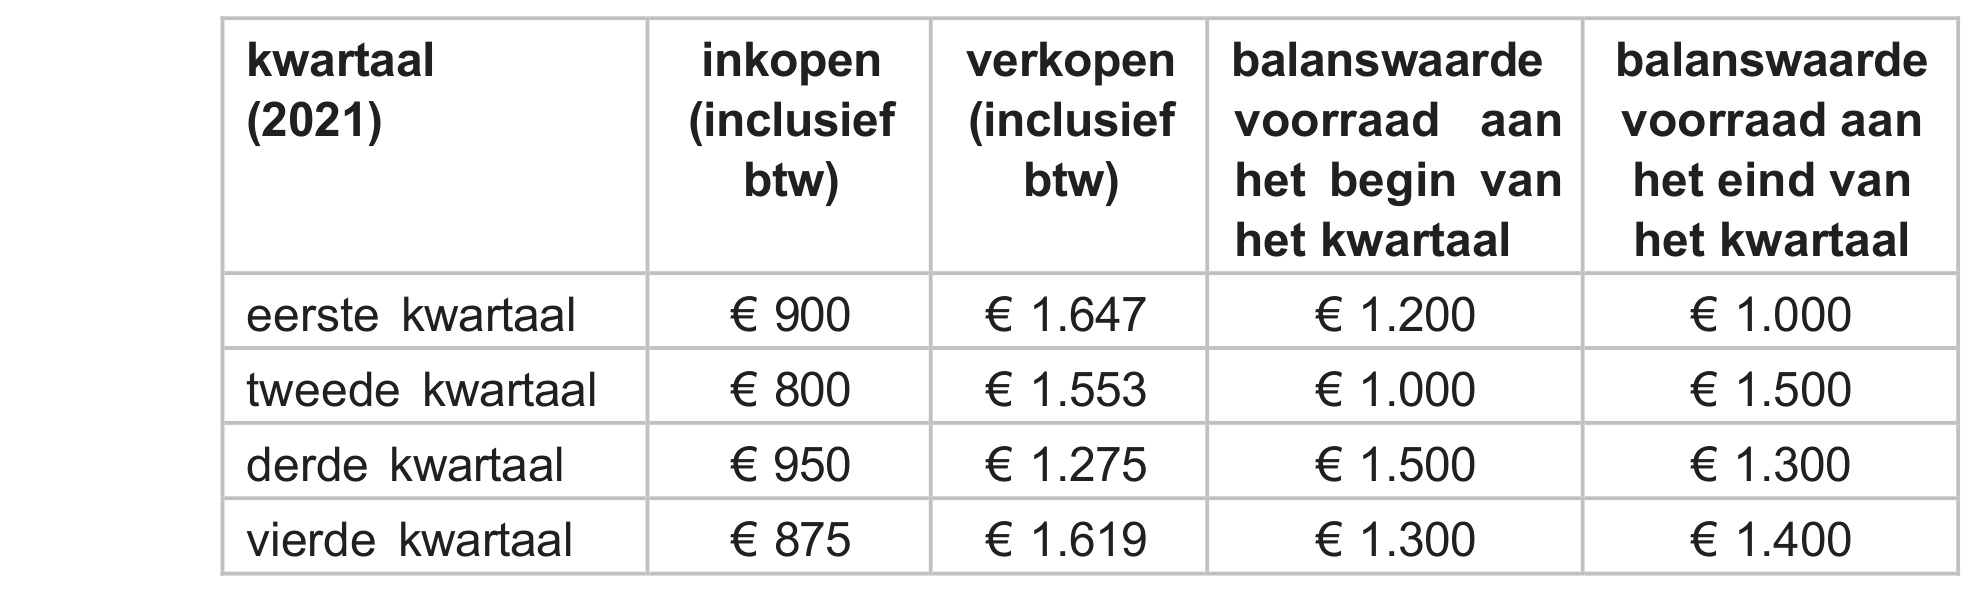 kwartaal (2021) inkopen (inclusief btw) verkopen (inclusief btw) balanswaarde voorraad aan het begin van het kwartaal balanswaarde voorraad aan het eind van het kwartaal
eerste kwartaal € 900 € 1.647 € 1.200 € 1.000
tweede kwartaal € 800 € 1.553 € 1.000 € 1.500
derde kwartaal € 950 € 1.275 € 1.500 € 1.300
vierde kwartaal € 875 € 1.619 € 1.300 € 1.400